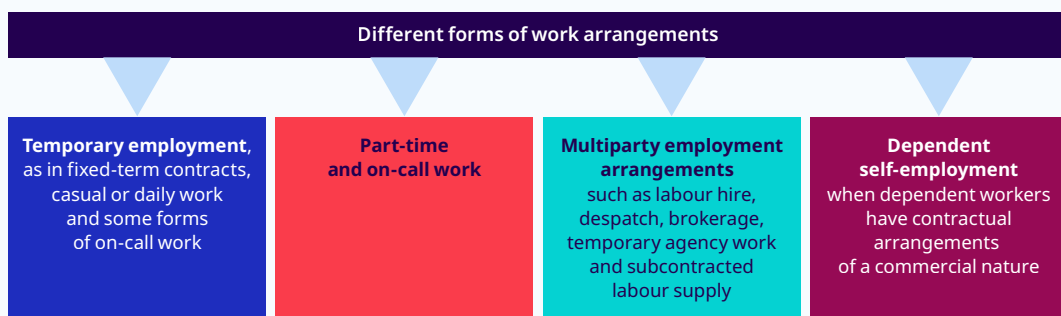 Different forms of work arrangements
Temporary employment,
as in fixed-term contracts,
casual or daily work
and some forms
of on-call work
Part-time
and on-call work
Multiparty employment
arrangements
such as labour hire,
despatch, brokerage,
temporary agency work
and subcontracted
labour supply
Dependent
self-employment
when dependent workers
have contractual
arrangements
of a commercial nature